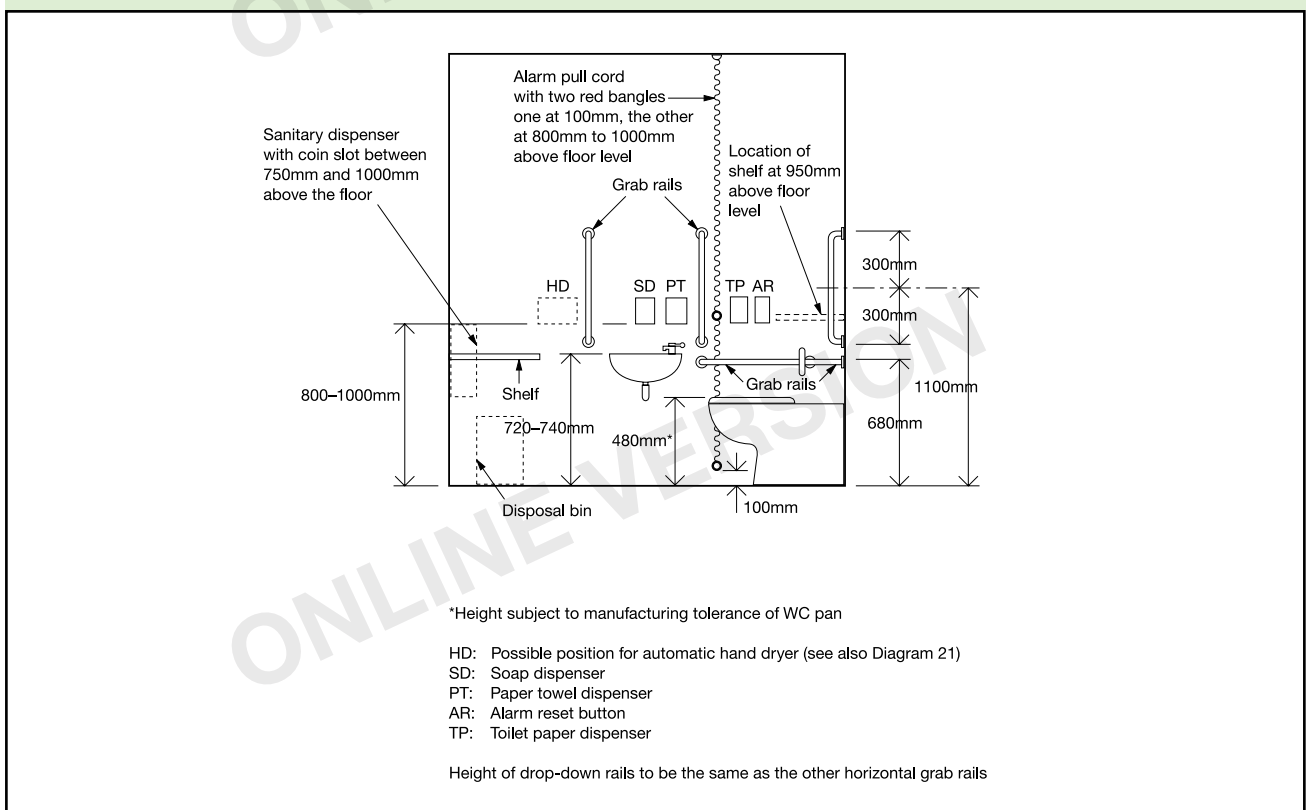 ONLINE VERSION
Alarm pull cord
with two red bangles
one at 100mm, the other
at 800mm to 1000mm
above floor level
Sanitary dispenser
with coin slot between
750mm and 1000mm
above the floor
Location of
shelf at 950mm
above floor
level
Grab rails
HD
SD
PT
TP
AR
300mm
300mm
1100mm
680mm
Grab rails
Shelf
800–1000mm
720–740mm
480mm*
100mm
Disposal bin
*Height subject to manufacturing tolerance of WC pan
HD: Possible position for automatic hand dryer (see also Diagram 21)
SD: Soap dispenser
PT: Paper towel dispenser
AR: Alarm reset button
TP: Toilet paper dispenser
Height of drop-down rails to be the same as the other horizontal grab rails